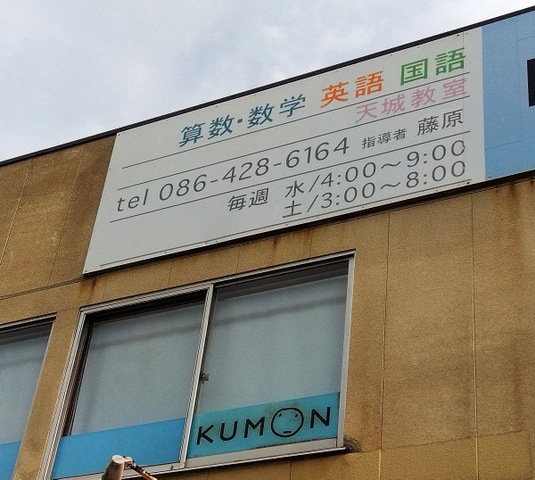 算数・数学 英語 国語
天城教室
tel 086-428-6164 指導者 藤原
毎週 水/4:00～9:00
土/3:00～8:00
KUMON